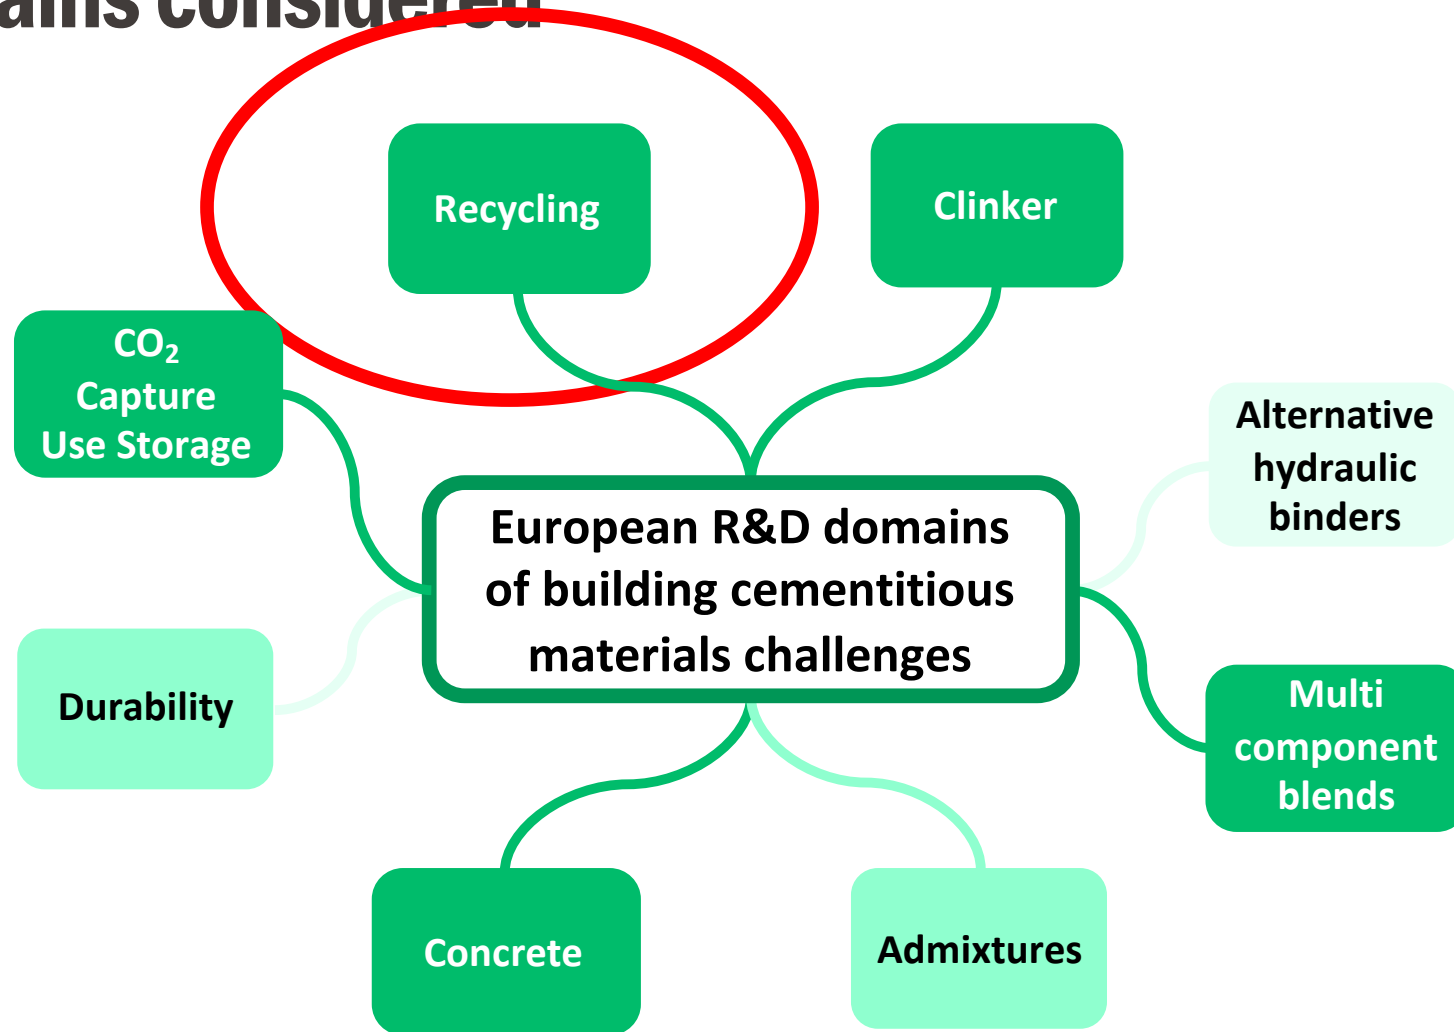 considered
Recycling
Clinker
CO₂
Capture
Use Storage
Alternative
hydraulic
binders
European R&D domains
of building cementitious
materials challenges
Durability
Multi
component
blends
Concrete
Admixtures